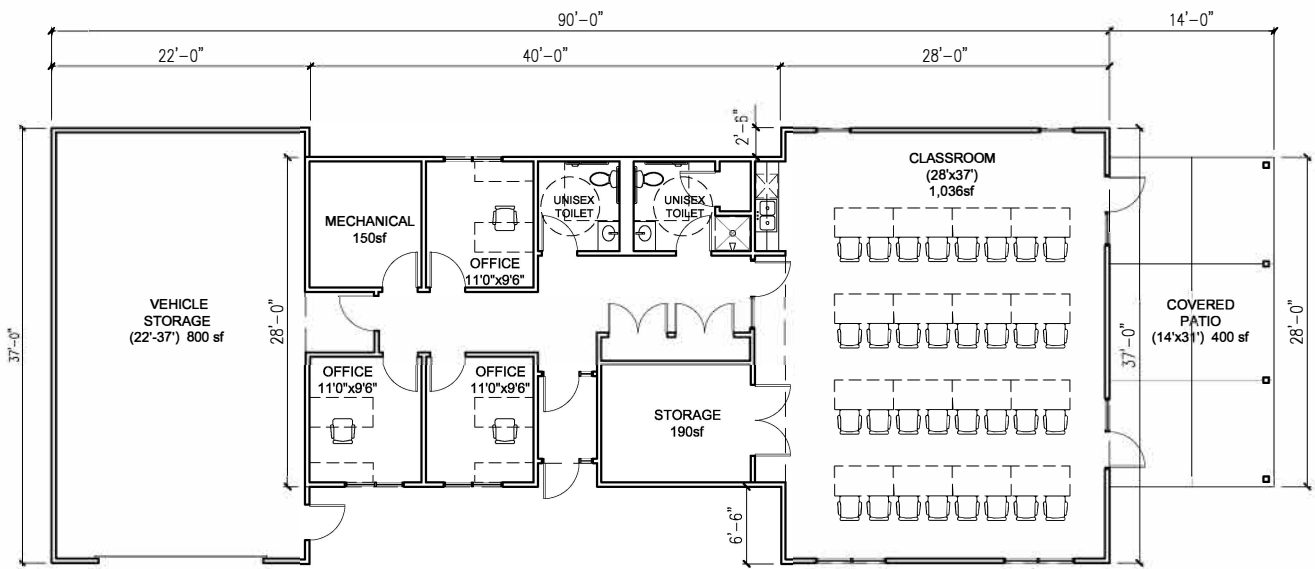 90'-0"
14'-0"
22'-0"
40'-0"
28'-0"
2'-6"
CLASSROOM
(28'x37')
1,036sf
MECHANICAL
150sf
UNISEX
TOILET
UNISEX
TOILET
OFFICE
11'0"x9'6"
VEHICLE
STORAGE
(22'-37') 800 sf
37'-0"
28'-0"
COVERED
PATIO
(14'x31') 400 sf
37'-0"
28'-0"
OFFICE
11'0"x9'6"
OFFICE
11'0"x9'6"
STORAGE
190sf
6'-6"